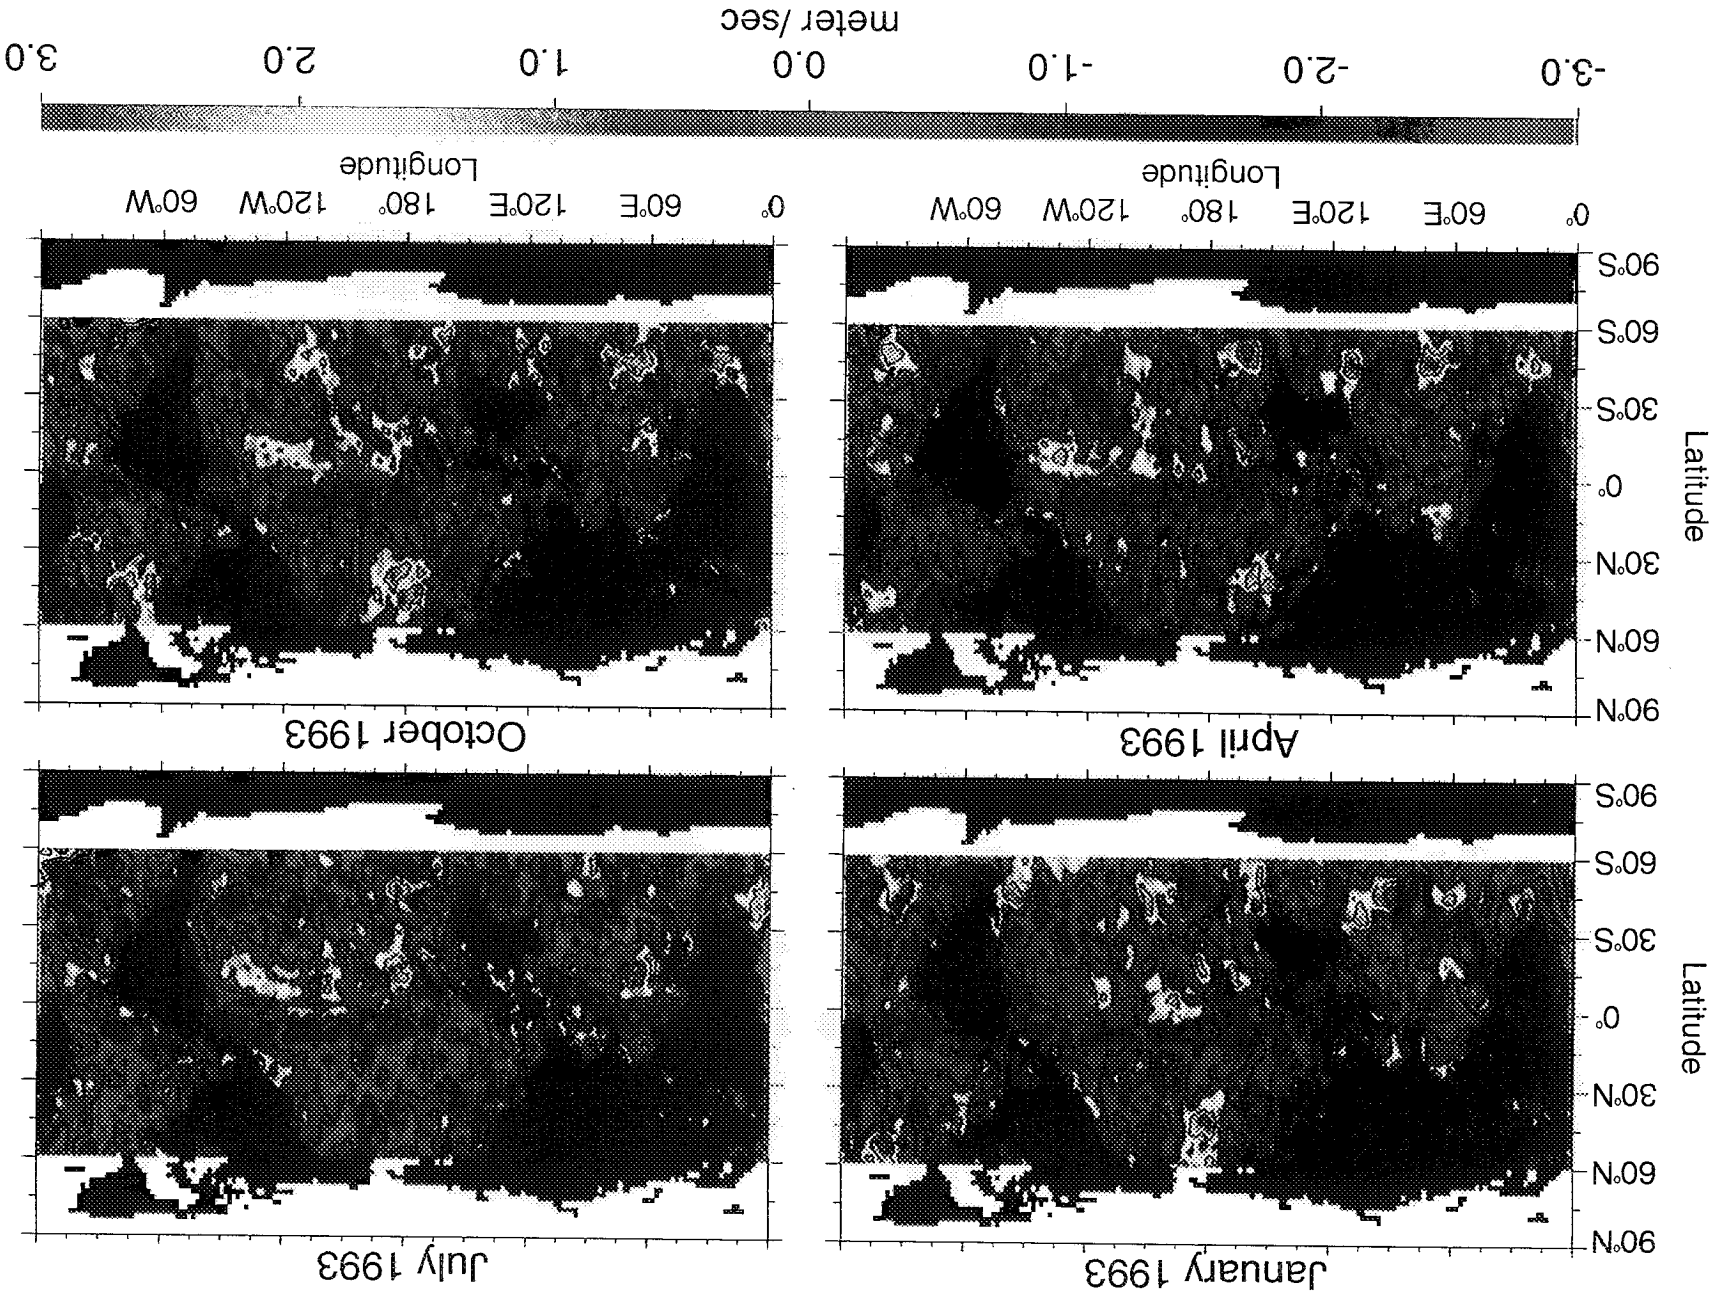 January 1993
July 1993
90°N
60°N
30°N
0°
30°S
60°S
90°S
Latitude
April 1993
October 1993
90°N
60°N
30°N
0°
30°S
60°S
90°S
Latitude
0° 60°E 120°E 180° 120°W 60°W
Longitude
0° 60°E 120°E 180° 120°W 60°W
Longitude
-3.0 -2.0 -1.0 0.0 1.0 2.0 3.0
meter/sec